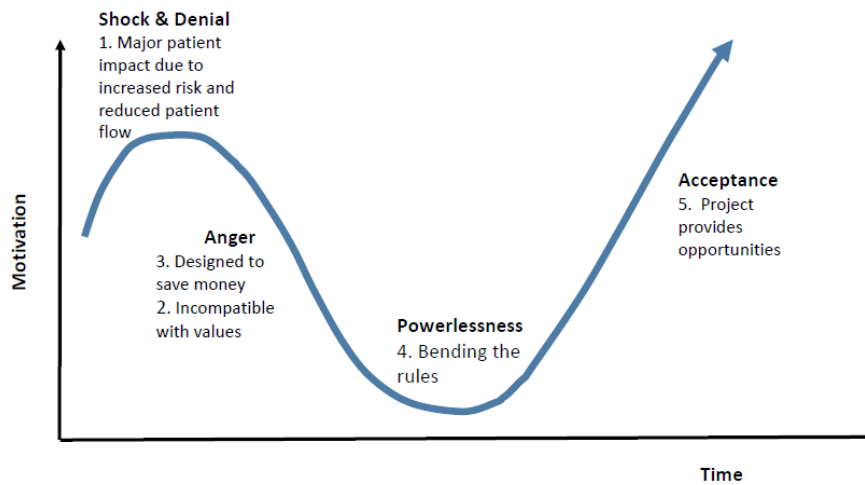 Shock & Denial
1. Major patient
impact due to
increased risk and
reduced patient
flow
Motivation
Anger
3. Designed to
save money
2. Incompatible
with values
Powerlessness
4. Bending the
rules
Acceptance
5. Project
provides
opportunities
Time